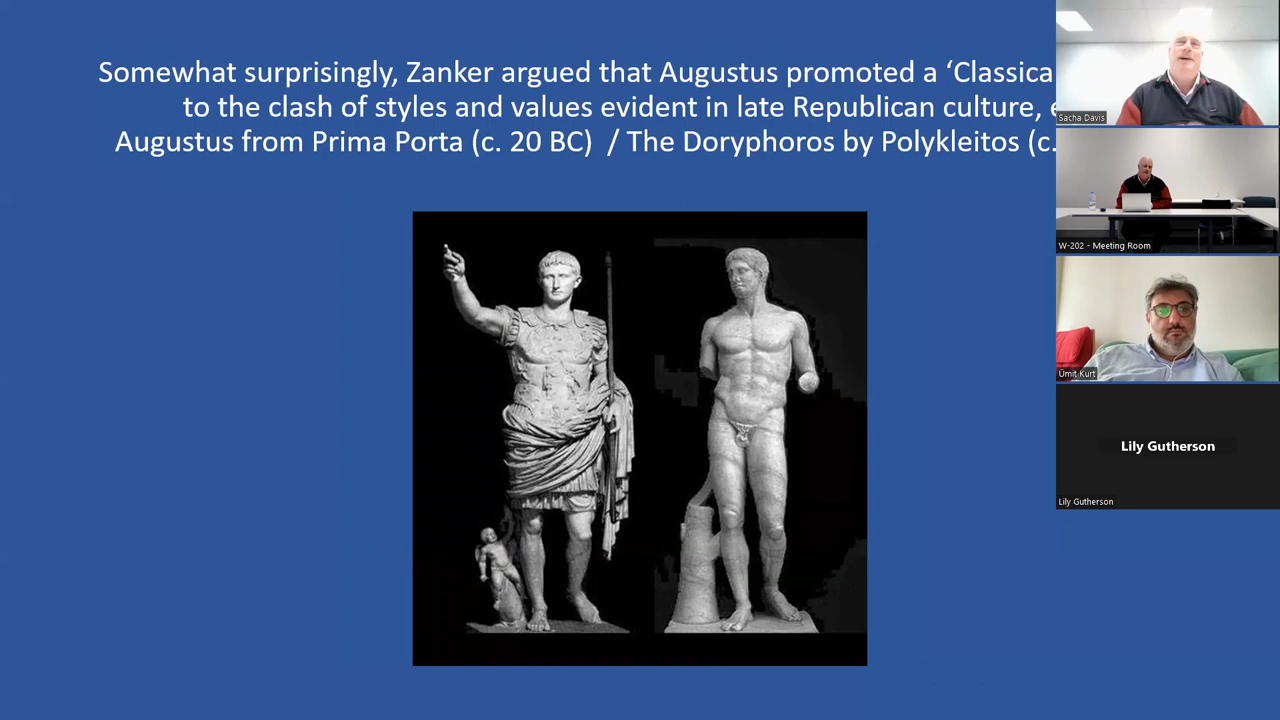 Somewhat surprisingly, Zanker argued that Augustus promoted a ‘Classica
to the clash of styles and values evident in late Republican culture,
Augustus from Prima Porta (c. 20 BC) / The Doryphoros by Polykleitos (c.
Sacha Davis
W-202 - Meeting Room
Ümit Kurt
Lily Gutherson
Lily Gutherson